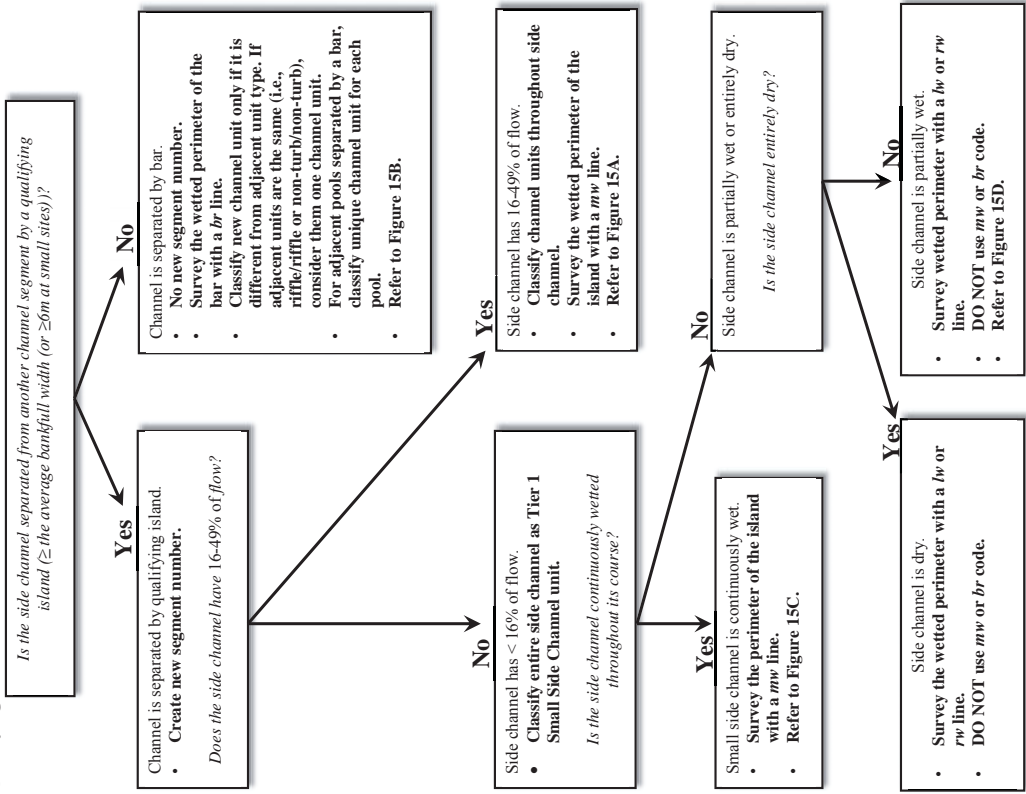 Is the side channel separated from another channel segment by a qualifying
island (≥ the average bankfull width (or ≥6m at small sites))?
Yes
No
Channel is separated by qualifying island.
• Create new segment number.
Does the side channel have 16-49% of flow?
Channel is separated by bar.
• No new segment number.
• Survey the wetted perimeter of the
bar with a br line.
• Classify new channel unit only if it is
different from adjacent unit type. If
adjacent units are the same (i.e.,
riffle/riffle or non-turb/non-turb),
consider them one channel unit.
• For adjacent pools separated by a bar,
classify unique channel unit for each
pool.
• Refer to Figure 15B.
No
Yes
Side channel has < 16% of flow.
• Classify entire side channel as Tier 1
Small Side Channel unit.
Is the side channel continuously wetted
throughout its course?
Side channel has 16-49% of flow.
• Classify channel units throughout side
channel.
• Survey the wetted perimeter of the
island with a mw line.
• Refer to Figure 15A.
Yes
No
Small side channel is continuously wet.
• Survey the perimeter of the island
with a mw line.
• Refer to Figure 15C.
Side channel is partially wet or entirely dry.
Is the side channel entirely dry?
Yes
No
Side channel is dry.
• Survey the wetted perimeter with a lw or
rw line.
• DO NOT use mw or br code.
Side channel is partially wet.
• Survey wetted perimeter with a lw or rw
line.
• DO NOT use mw or br code.
• Refer to Figure 15D.